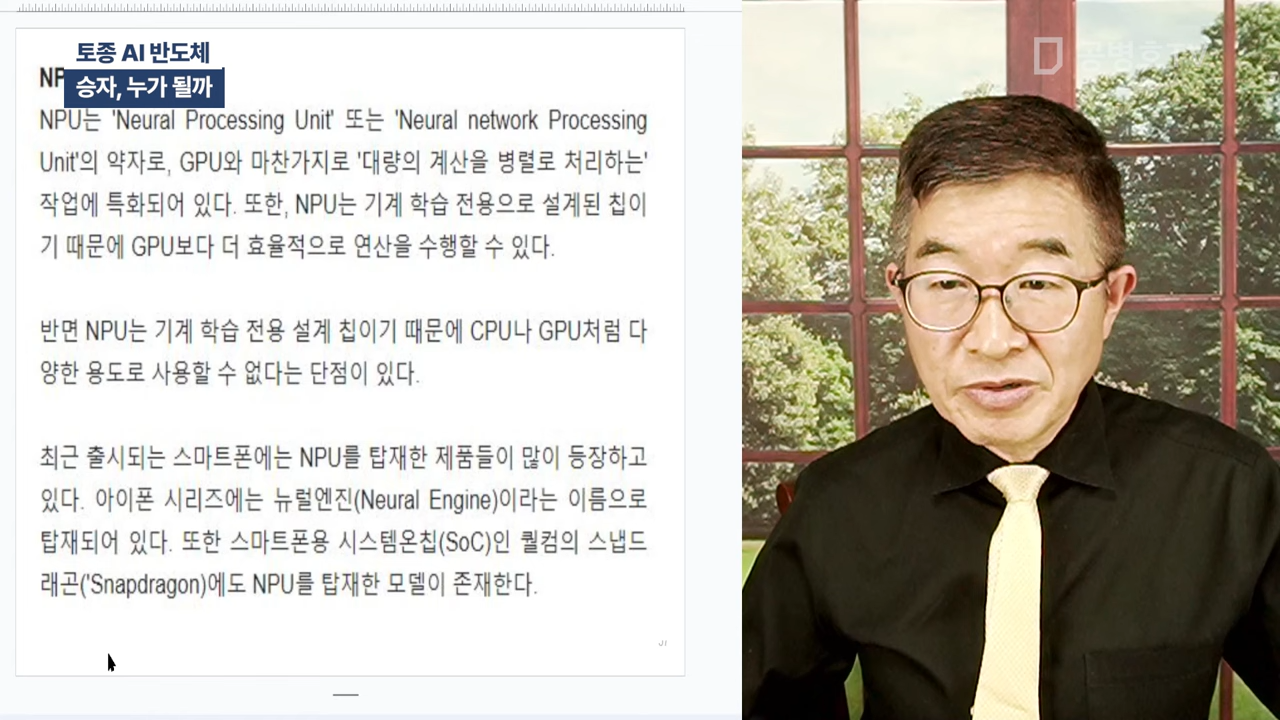 토종 AI 반도체
승자, 누가 될까
NP
NPU는 'Neural Processing Unit' 또는 'Neural network Processing
Unit'의 약자로, GPU와 마찬가지로 '대량의 계산을 병렬로 처리하는'
작업에 특화되어 있다. 또한, NPU는 기계 학습 전용으로 설계된 칩이
기 때문에 GPU보다 더 효율적으로 연산을 수행할 수 있다.
반면 NPU는 기계 학습 전용 설계 칩이기 때문에 CPU나 GPU처럼 다
양한 용도로 사용할 수 없다는 단점이 있다.
최근 출시되는 스마트폰에는 NPU를 탑재한 제품들이 많이 등장하고
있다. 아이폰 시리즈에는 뉴럴엔진(Neural Engine)이라는 이름으로
탑재되어 있다. 또한 스마트폰용 시스템온칩(SoC)인 퀄컴의 스냅드
래곤('Snapdragon)에도 NPU를 탑재한 모델이 존재한다.